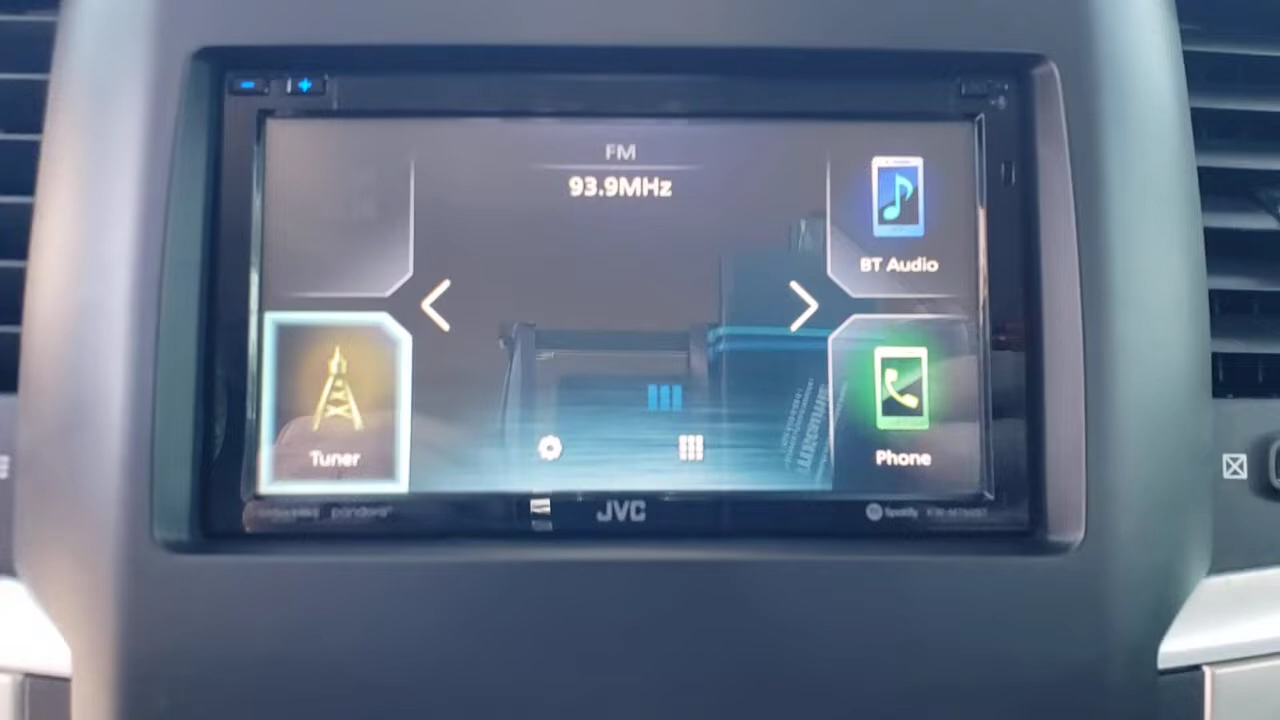 FM
93.9MHz
BT Audio
Tuner
Phone
pandora
JVC
Spotify